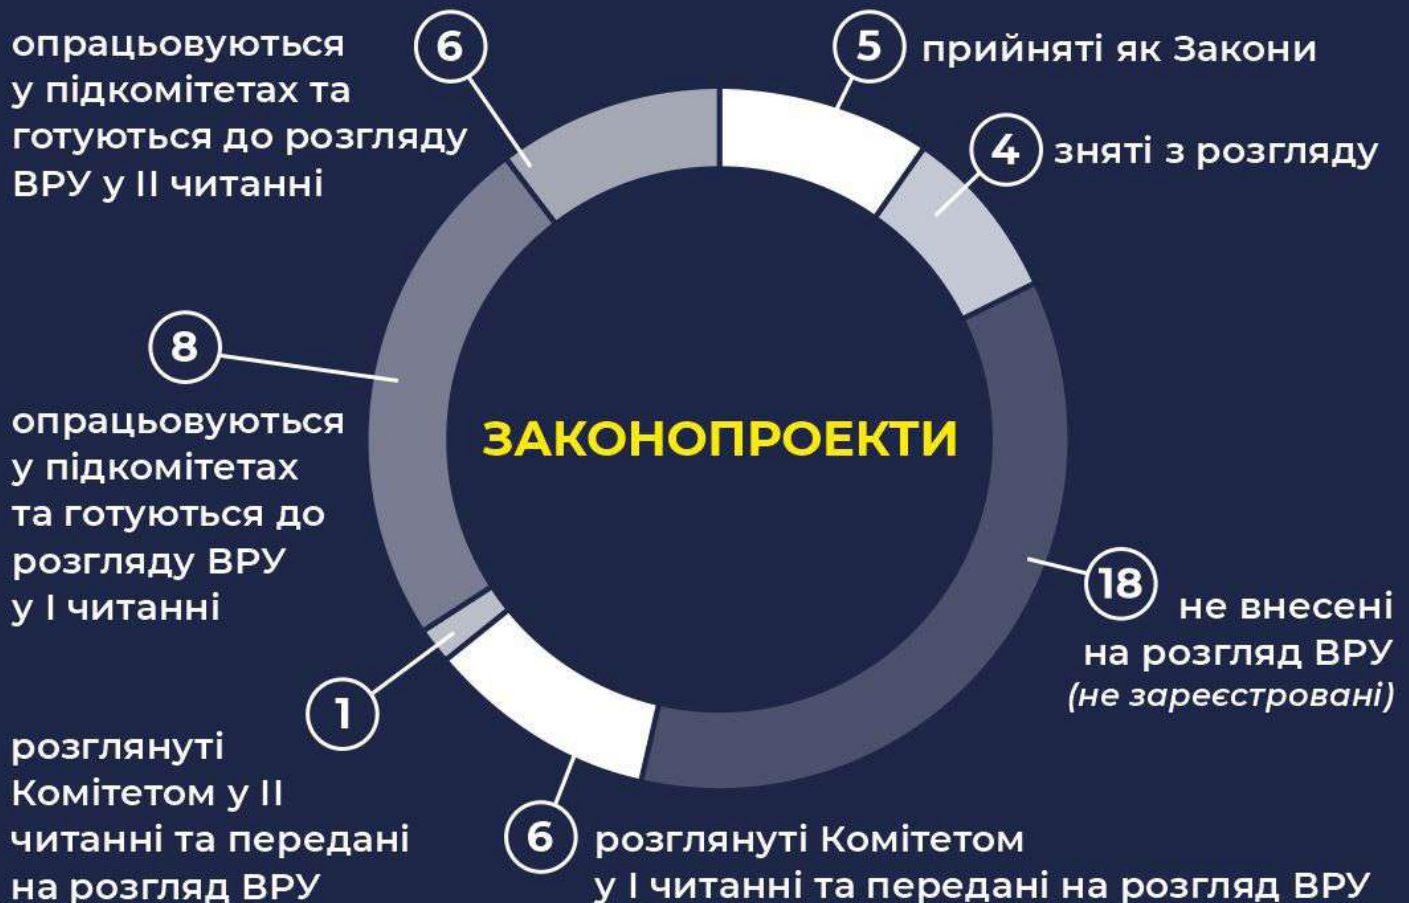 опрацьовуються
у підкомітетах та
готуються до розгляду
ВРУ у ІІ читанні
6
5 прийняті як Закони
4 зняті з розгляду
8
опрацьовуються
у підкомітетах
та готуються до
розгляду ВРУ
у І читанні
ЗАКОНОПРОЕКТИ
18
не внесені
на розгляд ВРУ
(не зареєстровані)
1
розглянуті
Комітетом у ІІ
читанні та передані
на розгляд ВРУ
6 розглянуті Комітетом
у І читанні та передані на розгляд ВРУ